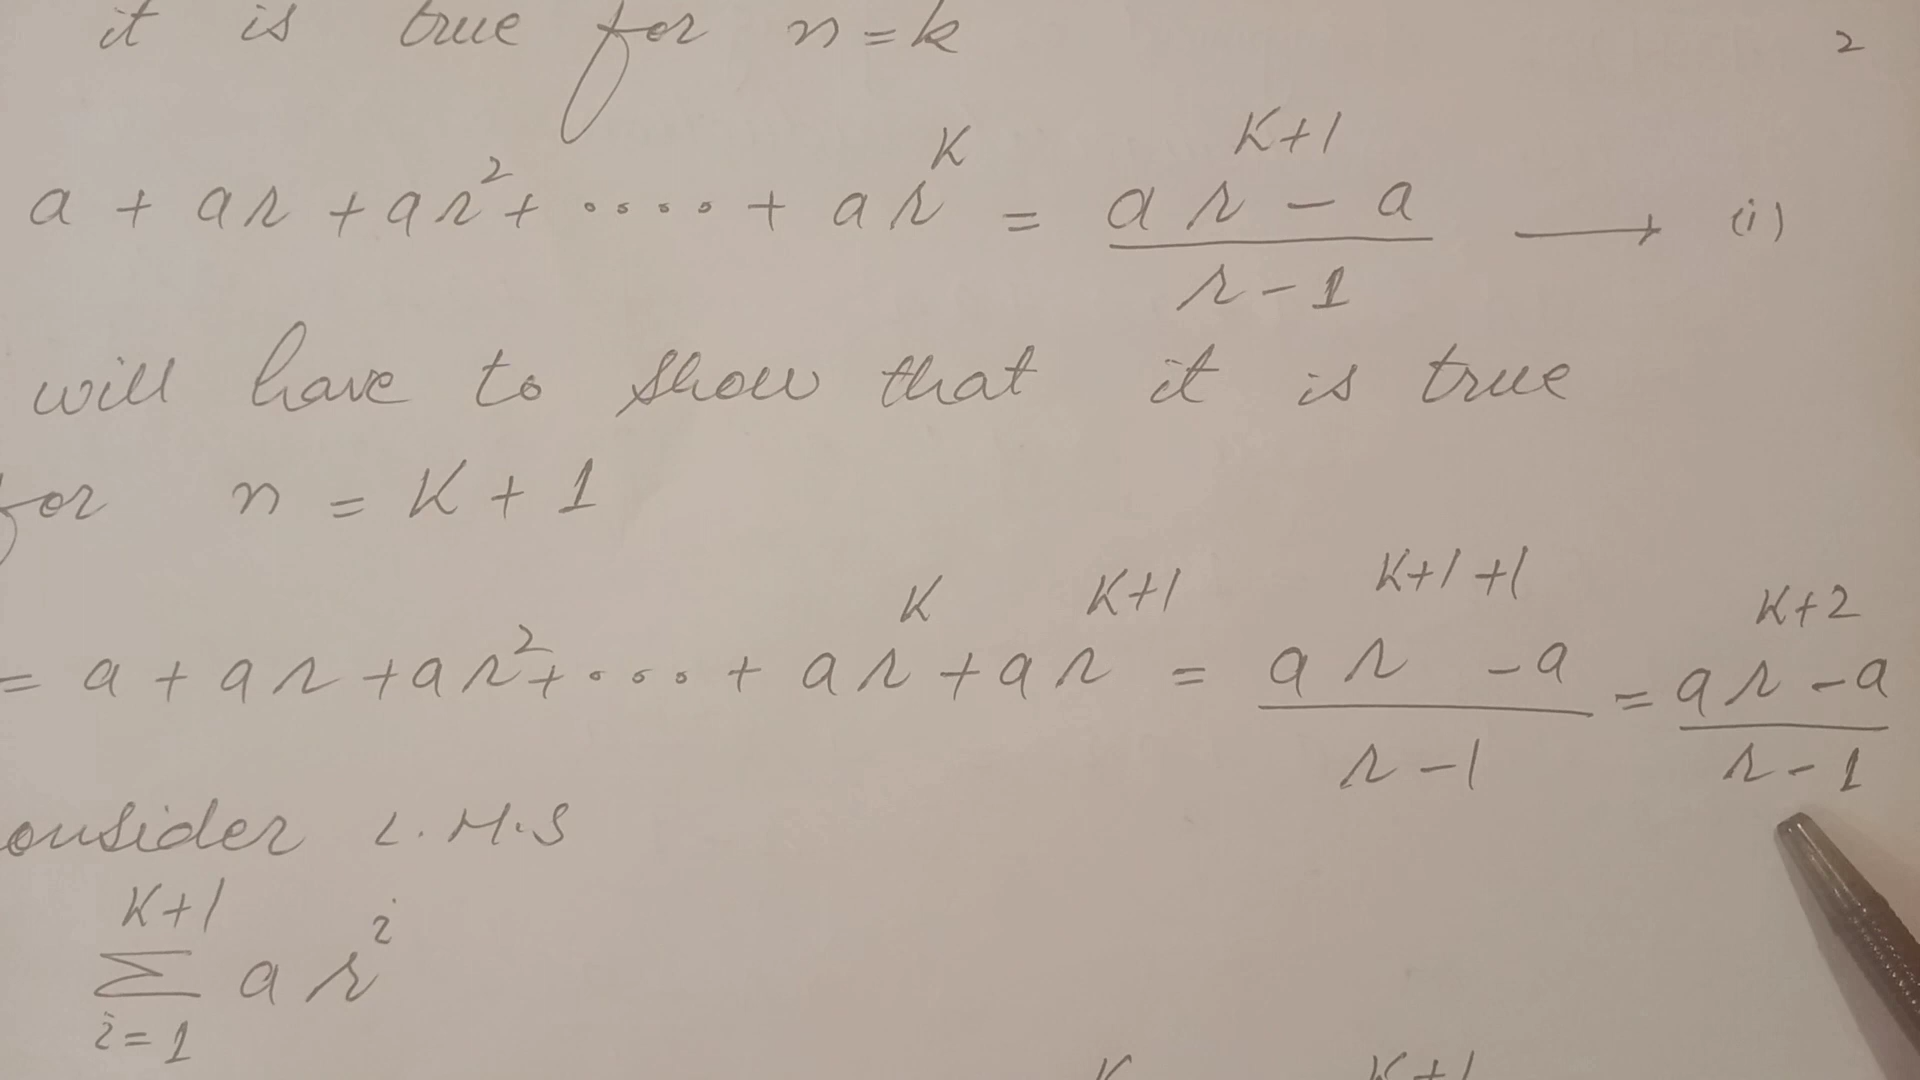 it is true for n=k
2
a + ar + ar² + .... + ar^K = (ar^(K+1) - a)/(r-1) → (i)
will have to show that it is true
for n = K + 1
= a + ar + ar² + .... + ar^K + ar^(K+1) = (ar^(K+1+1) - a)/(r-1) = (ar^(K+2) - a)/(r-1)
onsider L.H.S
∑_(i=1)^(K+1) ar^i
K K+1